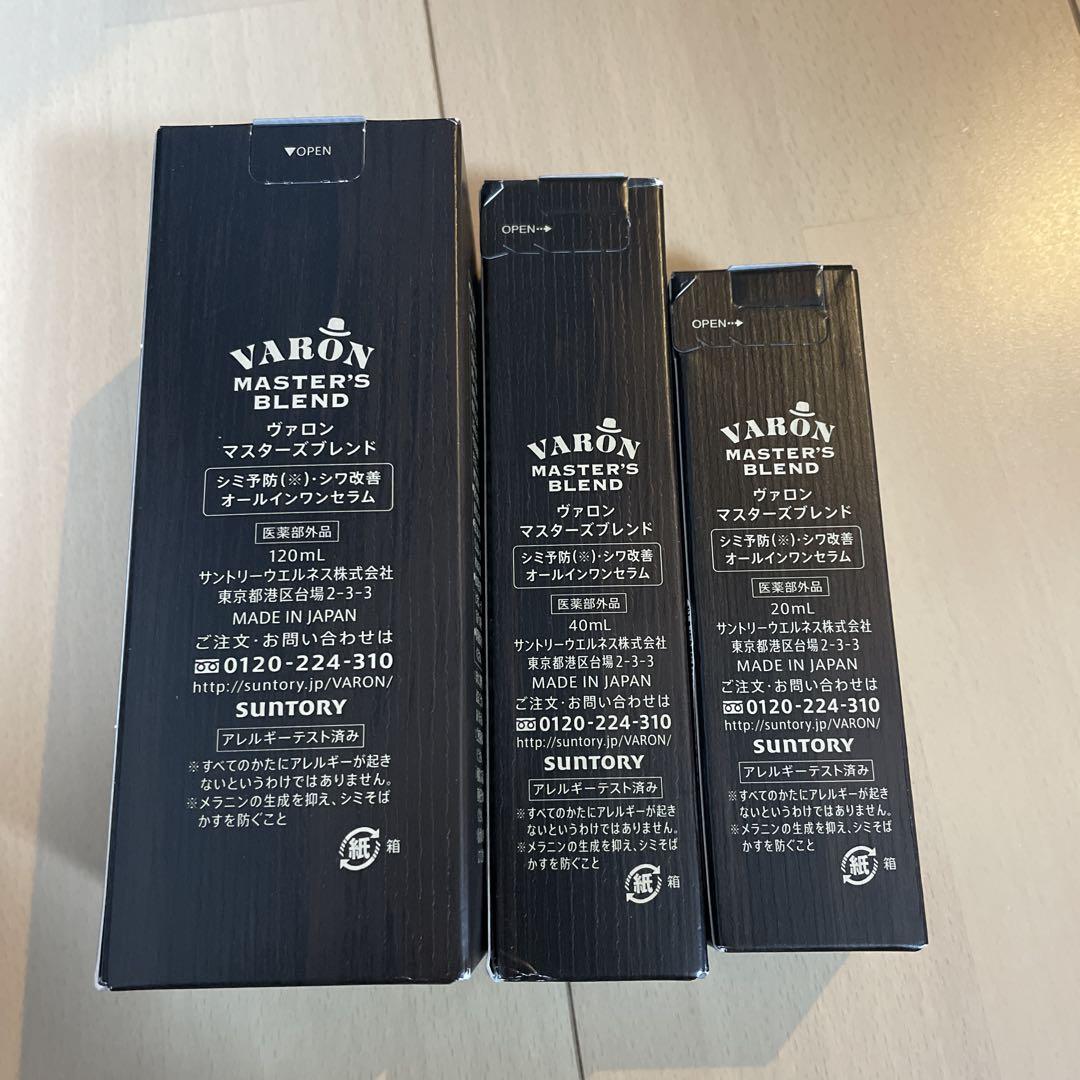 ▼OPEN
VARON
MASTER'S
BLEND
ヴァロン
マスターズブレンド
シミ予防(※)・シワ改善
オールインワンセラム
医薬部外品
120mL
サントリーウエルネス株式会社
東京都港区台場2-3-3
MADE IN JAPAN
ご注文・お問い合わせは
0120-224-310
http://suntory.jp/VARON/
SUNTORY
アレルギーテスト済み
※すべてのかたにアレルギーが起き
ないというわけではありません。
※メラニンの生成を抑え、シミそば
かすを防ぐこと
紙 箱
OPEN
VARON
MASTER'S
BLEND
ヴァロン
マスターズブレンド
シミ予防(※)・シワ改善
オールインワンセラム
医薬部外品
40mL
サントリーウエルネス株式会社
東京都港区台場2-3-3
MADE IN JAPAN
ご注文・お問い合わせは
0120-224-310
http://suntory.jp/VARON/
SUNTORY
アレルギーテスト済み
※すべてのかたにアレルギーが起き
ないというわけではありません。
※メラニンの生成を抑え、シミそば
かすを防ぐこと
紙 箱
OPEN
VARON
MASTER'S
BLEND
ヴァロン
マスターズブレンド
シミ予防(※)・シワ改善
オールインワンセラム
医薬部外品
20mL
サントリーウエルネス株式会社
東京都港区台場2-3-3
MADE IN JAPAN
ご注文・お問い合わせは
0120-224-310
http://suntory.jp/VARON/
SUNTORY
アレルギーテスト済み
※すべてのかたにアレルギーが起き
ないというわけではありません。
※メラニンの生成を抑え、シミそば
かすを防ぐこと
紙 箱